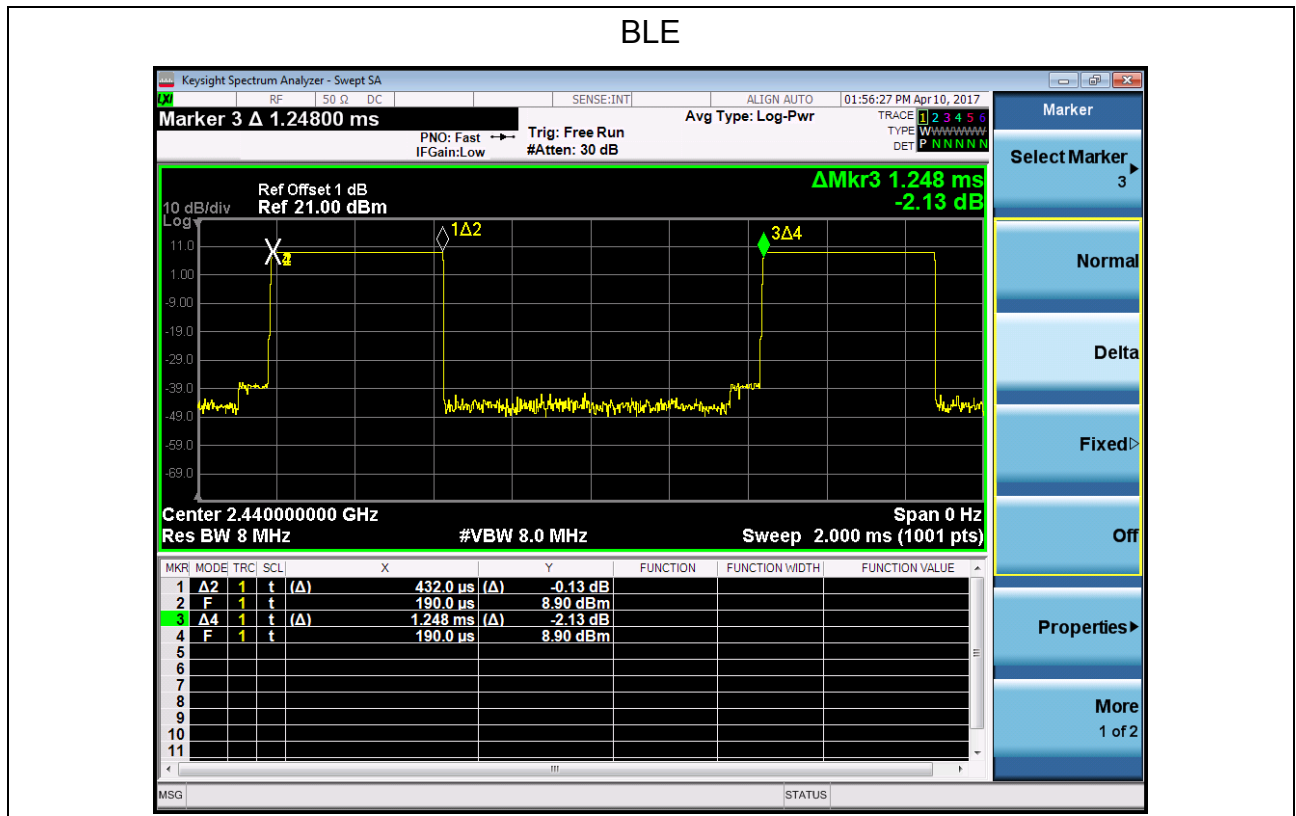 BLE
Keysight Spectrum Analyzer - Swept SA
LXI RF 50 Ω DC SENSE:INT ALIGN AUTO 01:56:27 PM Apr 10, 2017
Marker 3 Δ 1.24800 ms
PNO: Fast
IFGain:Low
Trig: Free Run
#Atten: 30 dB
Avg Type: Log-Pwr
TRACE 1 2 3 4 5 6
TYPE WWWWWWW
DET P N N N N N
ΔMkr3 1.248 ms
-2.13 dB
Ref Offset 1 dB
10 dB/div Ref 21.00 dBm
Log
11.0
1.00
-9.00
-19.0
-29.0
-39.0
-49.0
-59.0
-69.0
1Δ2
3Δ4
Center 2.440000000 GHz Span 0 Hz
Res BW 8 MHz #VBW 8.0 MHz Sweep 2.000 ms (1001 pts)
MKR MODE TRC SCL X Y FUNCTION FUNCTION WIDTH FUNCTION VALUE
1 Δ2 1 t (Δ) 432.0 µs (Δ) -0.13 dB
2 F 1 t 190.0 µs 8.90 dBm
3 Δ4 1 t (Δ) 1.248 ms (Δ) -2.13 dB
4 F 1 t 190.0 µs 8.90 dBm
5
6
7
8
9
10
11
MSG STATUS
Marker
Select Marker
3
Normal
Delta
Fixed
Off
Properties
More
1 of 2